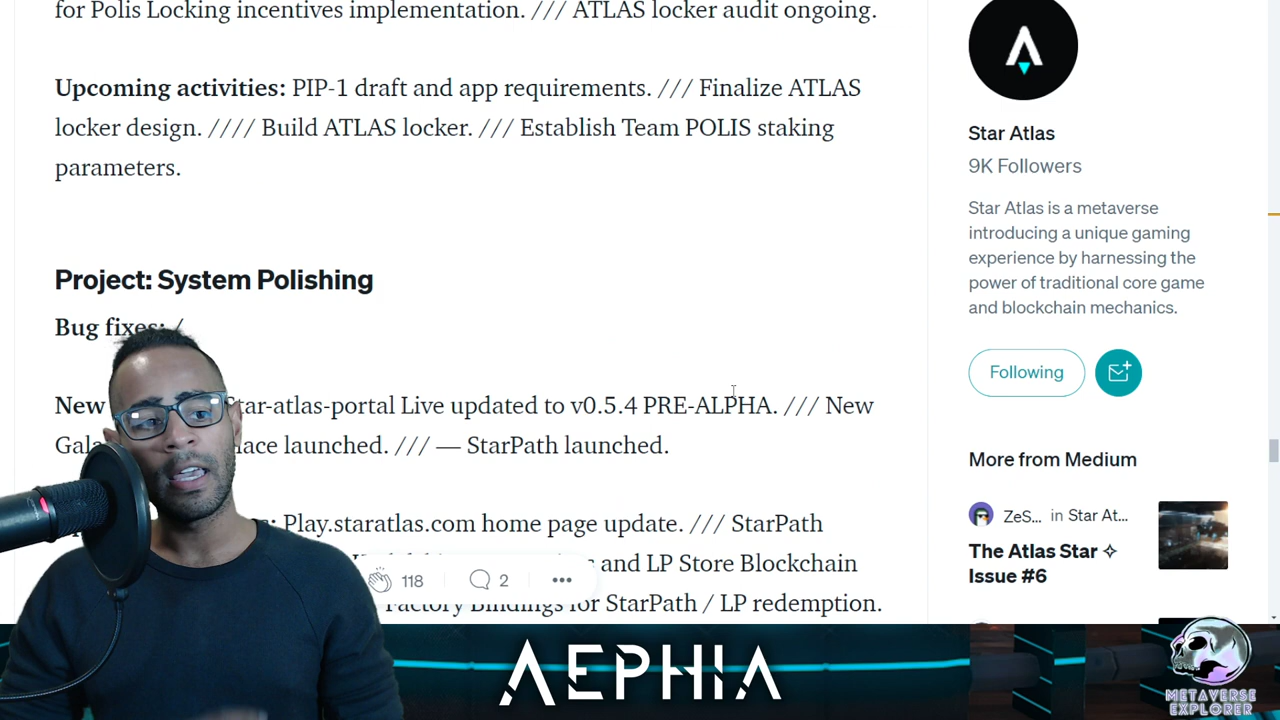 for Polis Locking incentives implementation. /// ATLAS locker audit ongoing.
Upcoming activities: PIP-1 draft and app requirements. /// Finalize ATLAS
locker design. //// Build ATLAS locker. /// Establish Team POLIS staking
parameters.
Project: System Polishing
Bug fixes: /
New tar-atlas-portal Live updated to v0.5.4 PRE-ALPHA. /// New
Gala ace launched. /// — StarPath launched.
Play.staratlas.com home page update. /// StarPath
and LP Store Blockchain
Factory Bindings for StarPath / LP redemption.
118
2
Star Atlas
9K Followers
Star Atlas is a metaverse
introducing a unique gaming
experience by harnessing the
power of traditional core game
and blockchain mechanics.
Following
More from Medium
ZeS... in Star At...
The Atlas Star ✧
Issue #6
AEPHIA
METAVERSE
EXPLORER